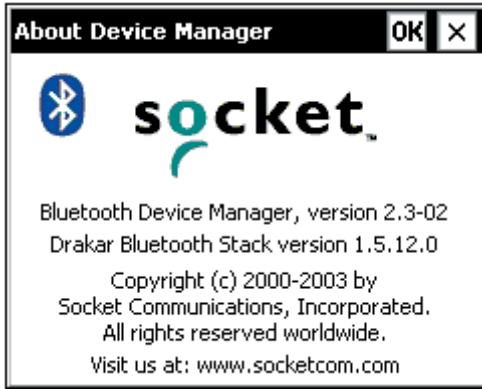 About Device Manager OK ×
socket™
Bluetooth Device Manager, version 2.3-02
Drakar Bluetooth Stack version 1.5.12.0
Copyright (c) 2000-2003 by
Socket Communications, Incorporated.
All rights reserved worldwide.
Visit us at: www.socketcom.com